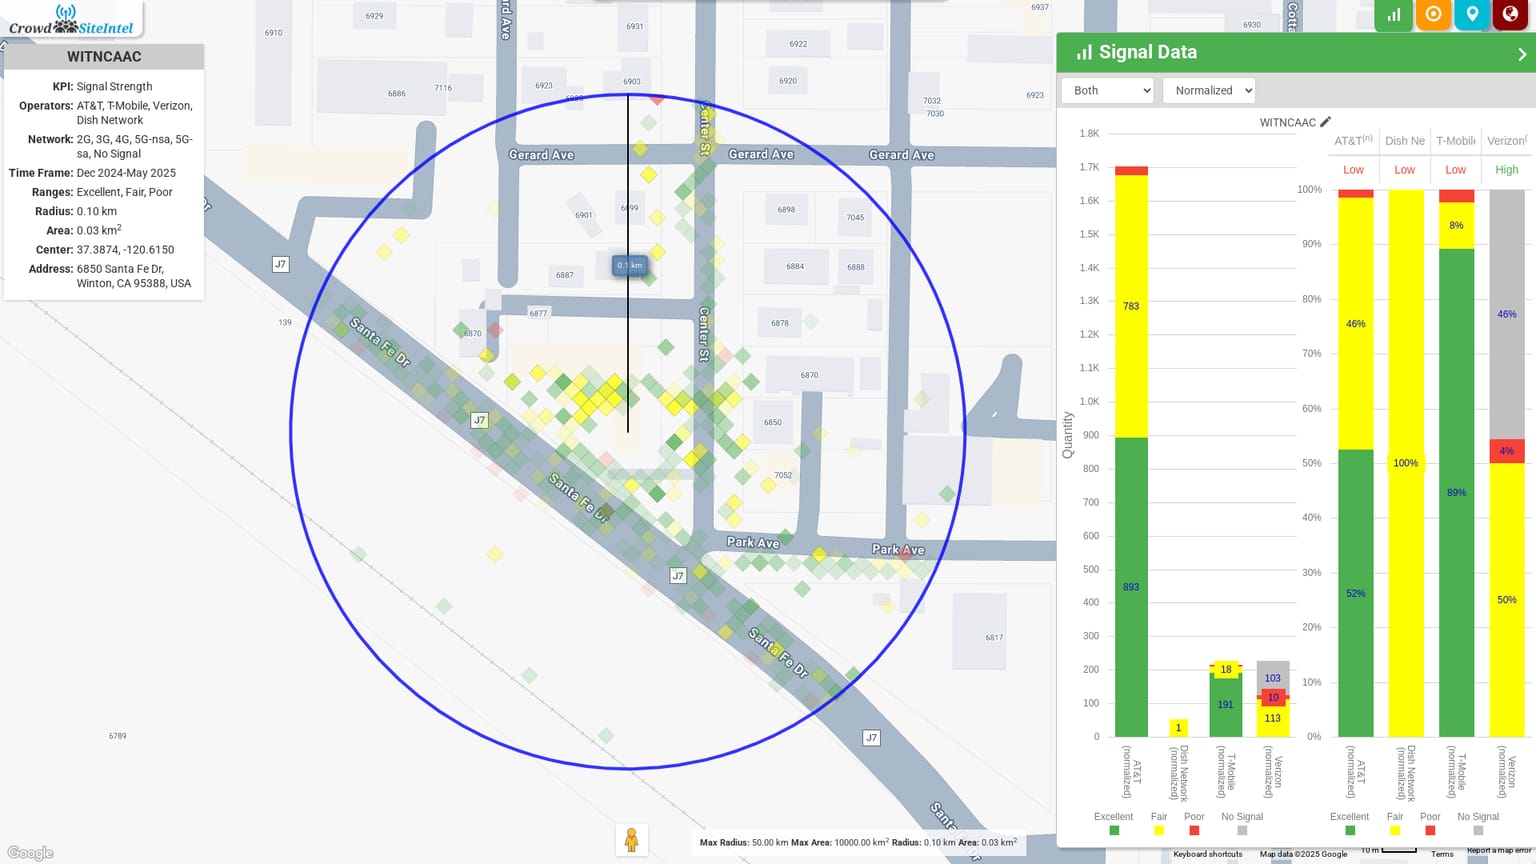 CrowdSiteIntel
WITNCAAC
KPI: Signal Strength
Operators: AT&T, T-Mobile, Verizon,
Dish Network
Network: 2G, 3G, 4G, 5G-nsa, 5G-
sa, No Signal
Time Frame: Dec 2024-May 2025
Ranges: Excellent, Fair, Poor
Radius: 0.10 km
Area: 0.03 km2
Center: 37.3874, -120.6150
Address: 6850 Santa Fe Dr,
Winton, CA 95388, USA
6910
6929
6931
6922
6930
6937
rd Ave
Cotta
6886
7116
6923
6903
6920
7032
7030
6923
Center St
Gerard Ave
Gerard Ave
Gerard Ave
6901
6899
6898
7045
Dr
J7
0.1 km
6887
6884
6888
139
6877
6870
6878
Santa Fe Dr
Center St
6870
J7
6850
7052
Santa Fe Dr
Park Ave
Park Ave
J7
6817
Santa Fe Dr
6789
J7
Santa Fe Dr
Google
Max Radius: 50.00 km Max Area: 10000.00 km2 Radius: 0.10 km Area: 0.03 km2
Signal Data
Both
Normalized
WITNCAAC
Quantity
1.8K
1.7K
1.6K
1.5K
1.4K
1.3K
1.2K
1.1K
1.0K
900
800
700
600
500
400
300
200
100
0
783
893
1
18
191
103
10
113
AT&T (normalized)
Dish Network (normalized)
T-Mobile (normalized)
Verizon (normalized)
Excellent Fair Poor No Signal
AT&T(n) Dish Ne T-Mobile Verizon(
Low Low Low High
100%
90%
80%
70%
60%
50%
40%
30%
20%
10%
0%
46%
52%
100%
8%
89%
46%
4%
50%
AT&T (normalized)
Dish Network (normalized)
T-Mobile (normalized)
Verizon (normalized)
Excellent Fair Poor No Signal
Keyboard shortcuts Map data ©2025 Google 10 m Terms Report a map error